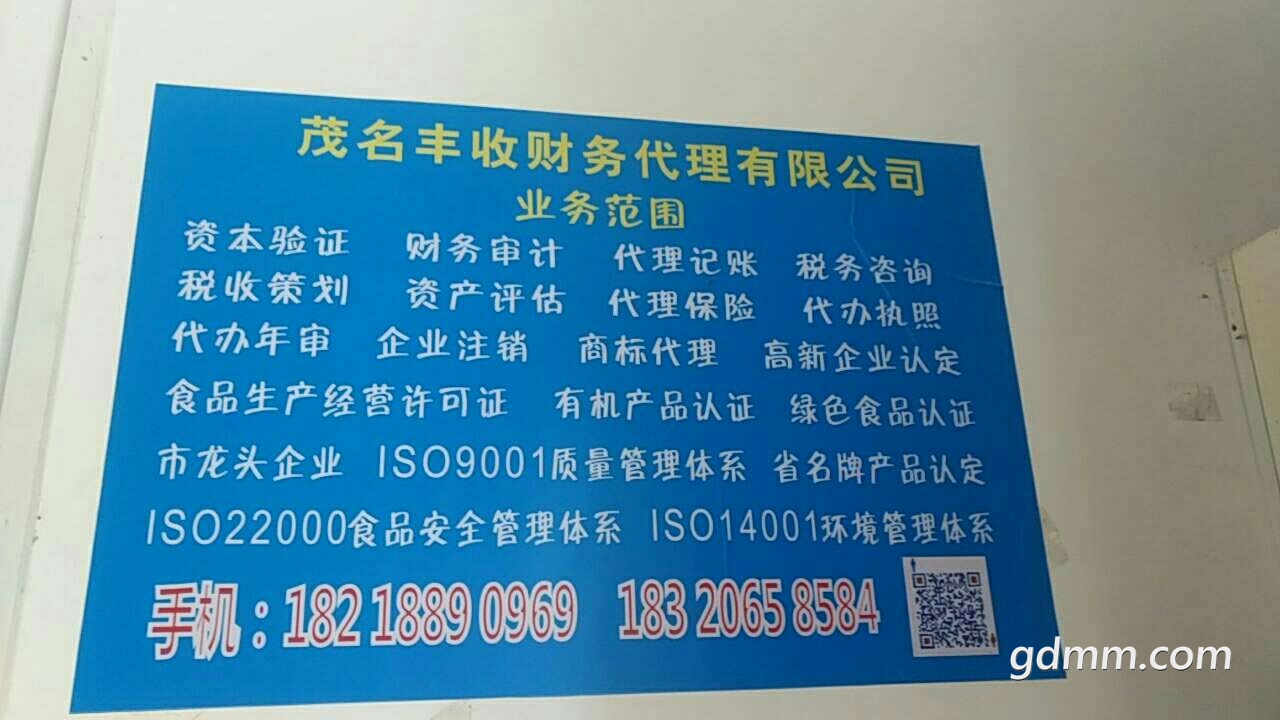 茂名丰收财务代理有限公司
业务范围
资本验证 财务审计 代理记账 税务咨询
税收策划 资产评估 代理保险 代办执照
代办年审 企业注销 商标代理 高新企业认定
食品生产经营许可证 有机产品认证 绿色食品认证
市龙头企业 ISO9001质量管理体系 省名牌产品认定
ISO22000食品安全管理体系 ISO14001环境管理体系
手机：182 1889 0969 183 2065 8584
gdmm.com